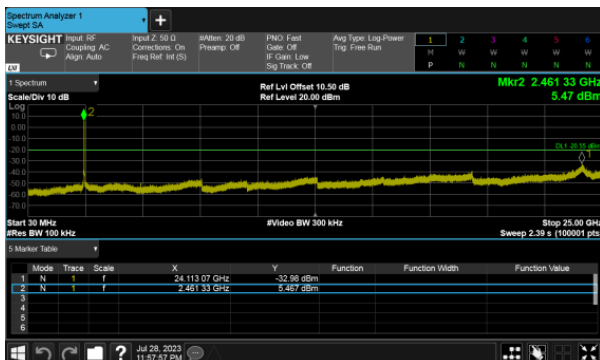 Spectrum Analyzer 1
Swept SA
+
KEYSIGHT Input: RF Input Z: 50 Ω #Atten: 20 dB PNO: Fast Avg Type: Log-Power 1 2 3 4 5 6
Coupling: AC Corrections: On Preamp: Off Gate: Off Trig: Free Run M W W W W W
Align: Auto Freq Ref: Int (S) IF Gain: Low P N N N N N
Sig Track: Off
LXI
1 Spectrum
Mkr2 2.461 33 GHz
Ref Lvl Offset 10.50 dB
Scale/Div 10 dB Ref Level 20.00 dBm 5.47 dBm
Log
10.0
0.00
-10.0
-20.0
-30.0
-40.0
-50.0
-60.0
-70.0
2
DL1 -20.55 dBm
1
Start 30 MHz #Video BW 300 kHz Stop 25.00 GHz
#Res BW 100 kHz Sweep 2.39 s (100001 pts)
5 Marker Table
Mode Trace Scale X Y Function Function Width Function Value
1 N 1 f 24.113 07 GHz -32.98 dBm
2 N 1 f 2.461 33 GHz 5.467 dBm
3
4
5
6
? Jul 28, 2023
11:57:57 PM